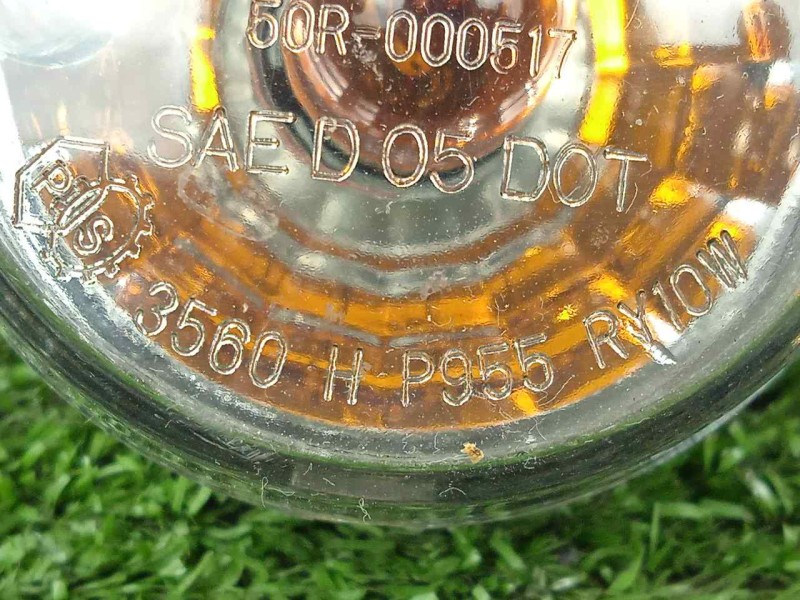 50R-000517
SAE D 05 DOT
3560 H P955 RY10W